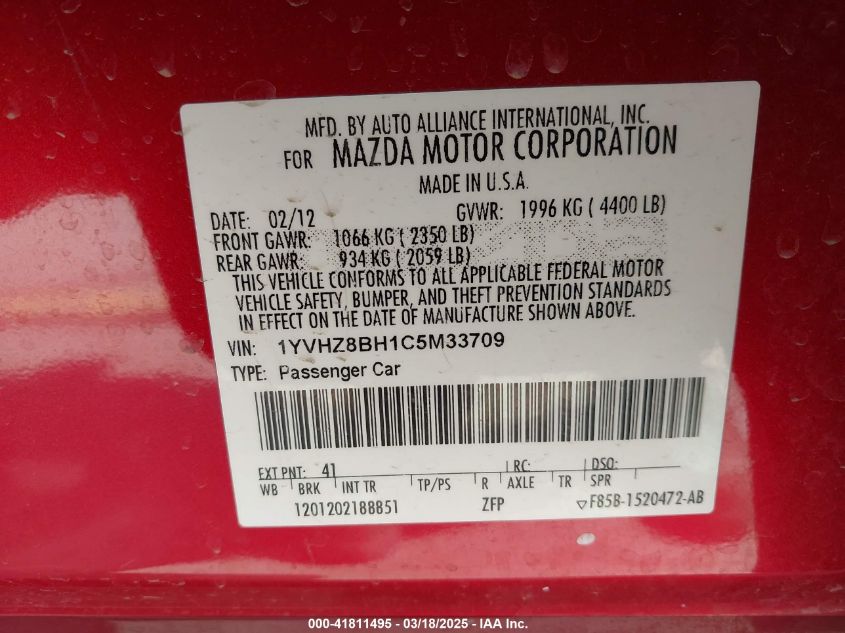 MFD. BY AUTO ALLIANCE INTERNATIONAL, INC.
FOR MAZDA MOTOR CORPORATION
MADE IN U.S.A.
DATE: 02/12 GVWR: 1996 KG ( 4400 LB)
FRONT GAWR: 1066 KG ( 2350 LB)
REAR GAWR: 934 KG ( 2059 LB)
THIS VEHICLE CONFORMS TO ALL APPLICABLE FEDERAL MOTOR
VEHICLE SAFETY, BUMPER, AND THEFT PREVENTION STANDARDS
IN EFFECT ON THE DATE OF MANUFACTURE SHOWN ABOVE.
VIN: 1YVHZ8BH1C5M33709
TYPE: Passenger Car
EXT PNT: 41 RC: DSO:
WB BRK INT TR TP/PS R AXLE TR SPR
1201202188851 ZFP ▽F85B-1520472-AB
000-41811495 - 03/18/2025 - IAA Inc.